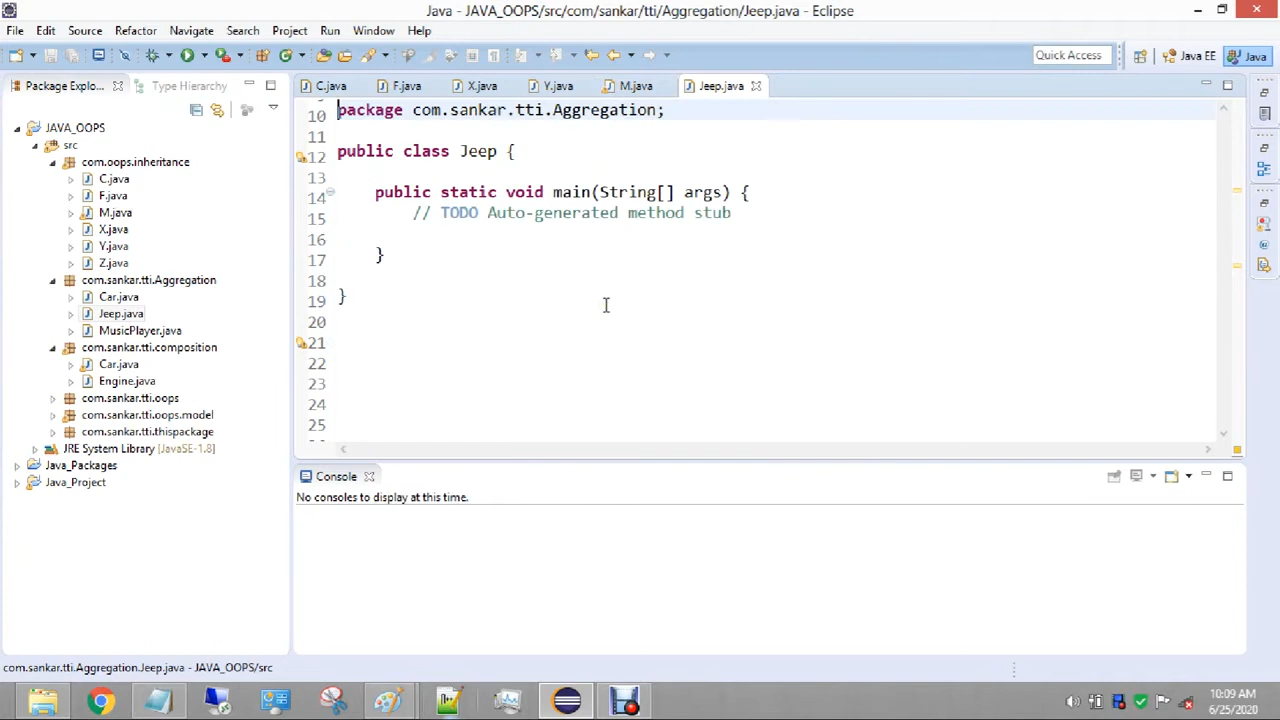 Java - JAVA_OOPS/src/com/sankar/tti/Aggregation/Jeep.java - Eclipse
File Edit Source Refactor Navigate Search Project Run Window Help
Quick Access
Java EE
Java
Package Explo...
Type Hierarchy
JAVA_OOPS
src
com.oops.inheritance
C.java
F.java
M.java
X.java
Y.java
Z.java
com.sankar.tti.Aggregation
Car.java
Jeep.java
MusicPlayer.java
com.sankar.tti.composition
Car.java
Engine.java
com.sankar.tti.oops
com.sankar.tti.oops.model
com.sankar.tti.thispackage
JRE System Library [JavaSE-1.8]
Java_Packages
Java_Project
C.java F.java X.java Y.java M.java Jeep.java
10 package com.sankar.tti.Aggregation;
11
12 public class Jeep {
13
14 public static void main(String[] args) {
15 // TODO Auto-generated method stub
16
17 }
18
19 }
20
21
22
23
24
25
Console
No consoles to display at this time.
com.sankar.tti.Aggregation.Jeep.java - JAVA_OOPS/src
10:09 AM
6/25/2020